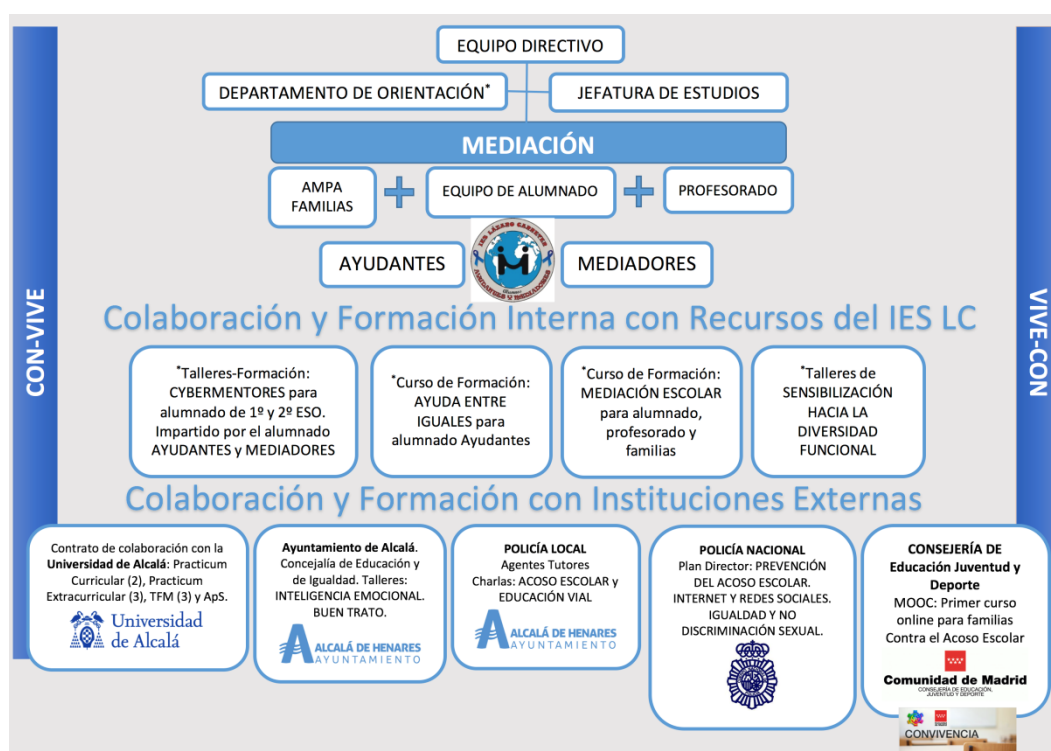 EQUIPO DIRECTIVO
DEPARTAMENTO DE ORIENTACIÓN*
JEFATURA DE ESTUDIOS
MEDIACIÓN
AMPA
FAMILIAS
EQUIPO DE ALUMNADO
PROFESORADO
AYUDANTES
IES LÁZARO CARRETER
AYUDANTES Y MEDIADORES
MEDIADORES
CON-VIVE
VIVE-CON
Colaboración y Formación Interna con Recursos del IES LC
*Talleres-Formación:
CYBERMENTORES para
alumnado de 1º y 2º ESO.
Impartido por el alumnado
AYUDANTES y MEDIADORES
*Curso de Formación:
AYUDA ENTRE
IGUALES para
alumnado Ayudantes
*Curso de Formación:
MEDIACIÓN ESCOLAR
para alumnado,
profesorado y
familias
*Talleres de
SENSIBILIZACIÓN
HACIA LA
DIVERSIDAD
FUNCIONAL
Colaboración y Formación con Instituciones Externas
Contrato de colaboración con la
Universidad de Alcalá: Practicum
Curricular (2), Practicum
Extracurricular (3), TFM (3) y ApS.
Universidad
de Alcalá
Ayuntamiento de Alcalá.
Concejalía de Educación y
de Igualdad. Talleres:
INTELIGENCIA EMOCIONAL.
BUEN TRATO.
ALCALÁ DE HENARES
AYUNTAMIENTO
POLICÍA LOCAL
Agentes Tutores
Charlas: ACOSO ESCOLAR y
EDUCACIÓN VIAL
ALCALÁ DE HENARES
AYUNTAMIENTO
POLICÍA NACIONAL
Plan Director: PREVENCIÓN
DEL ACOSO ESCOLAR.
INTERNET Y REDES SOCIALES.
IGUALDAD Y NO
DISCRIMINACIÓN SEXUAL.
CONSEJERÍA DE
Educación Juventud y
Deporte
MOOC: Primer curso
online para familias
Contra el Acoso Escolar
Comunidad de Madrid
CONSEJERÍA DE EDUCACIÓN,
JUVENTUD Y DEPORTE
CONVIVENCIA